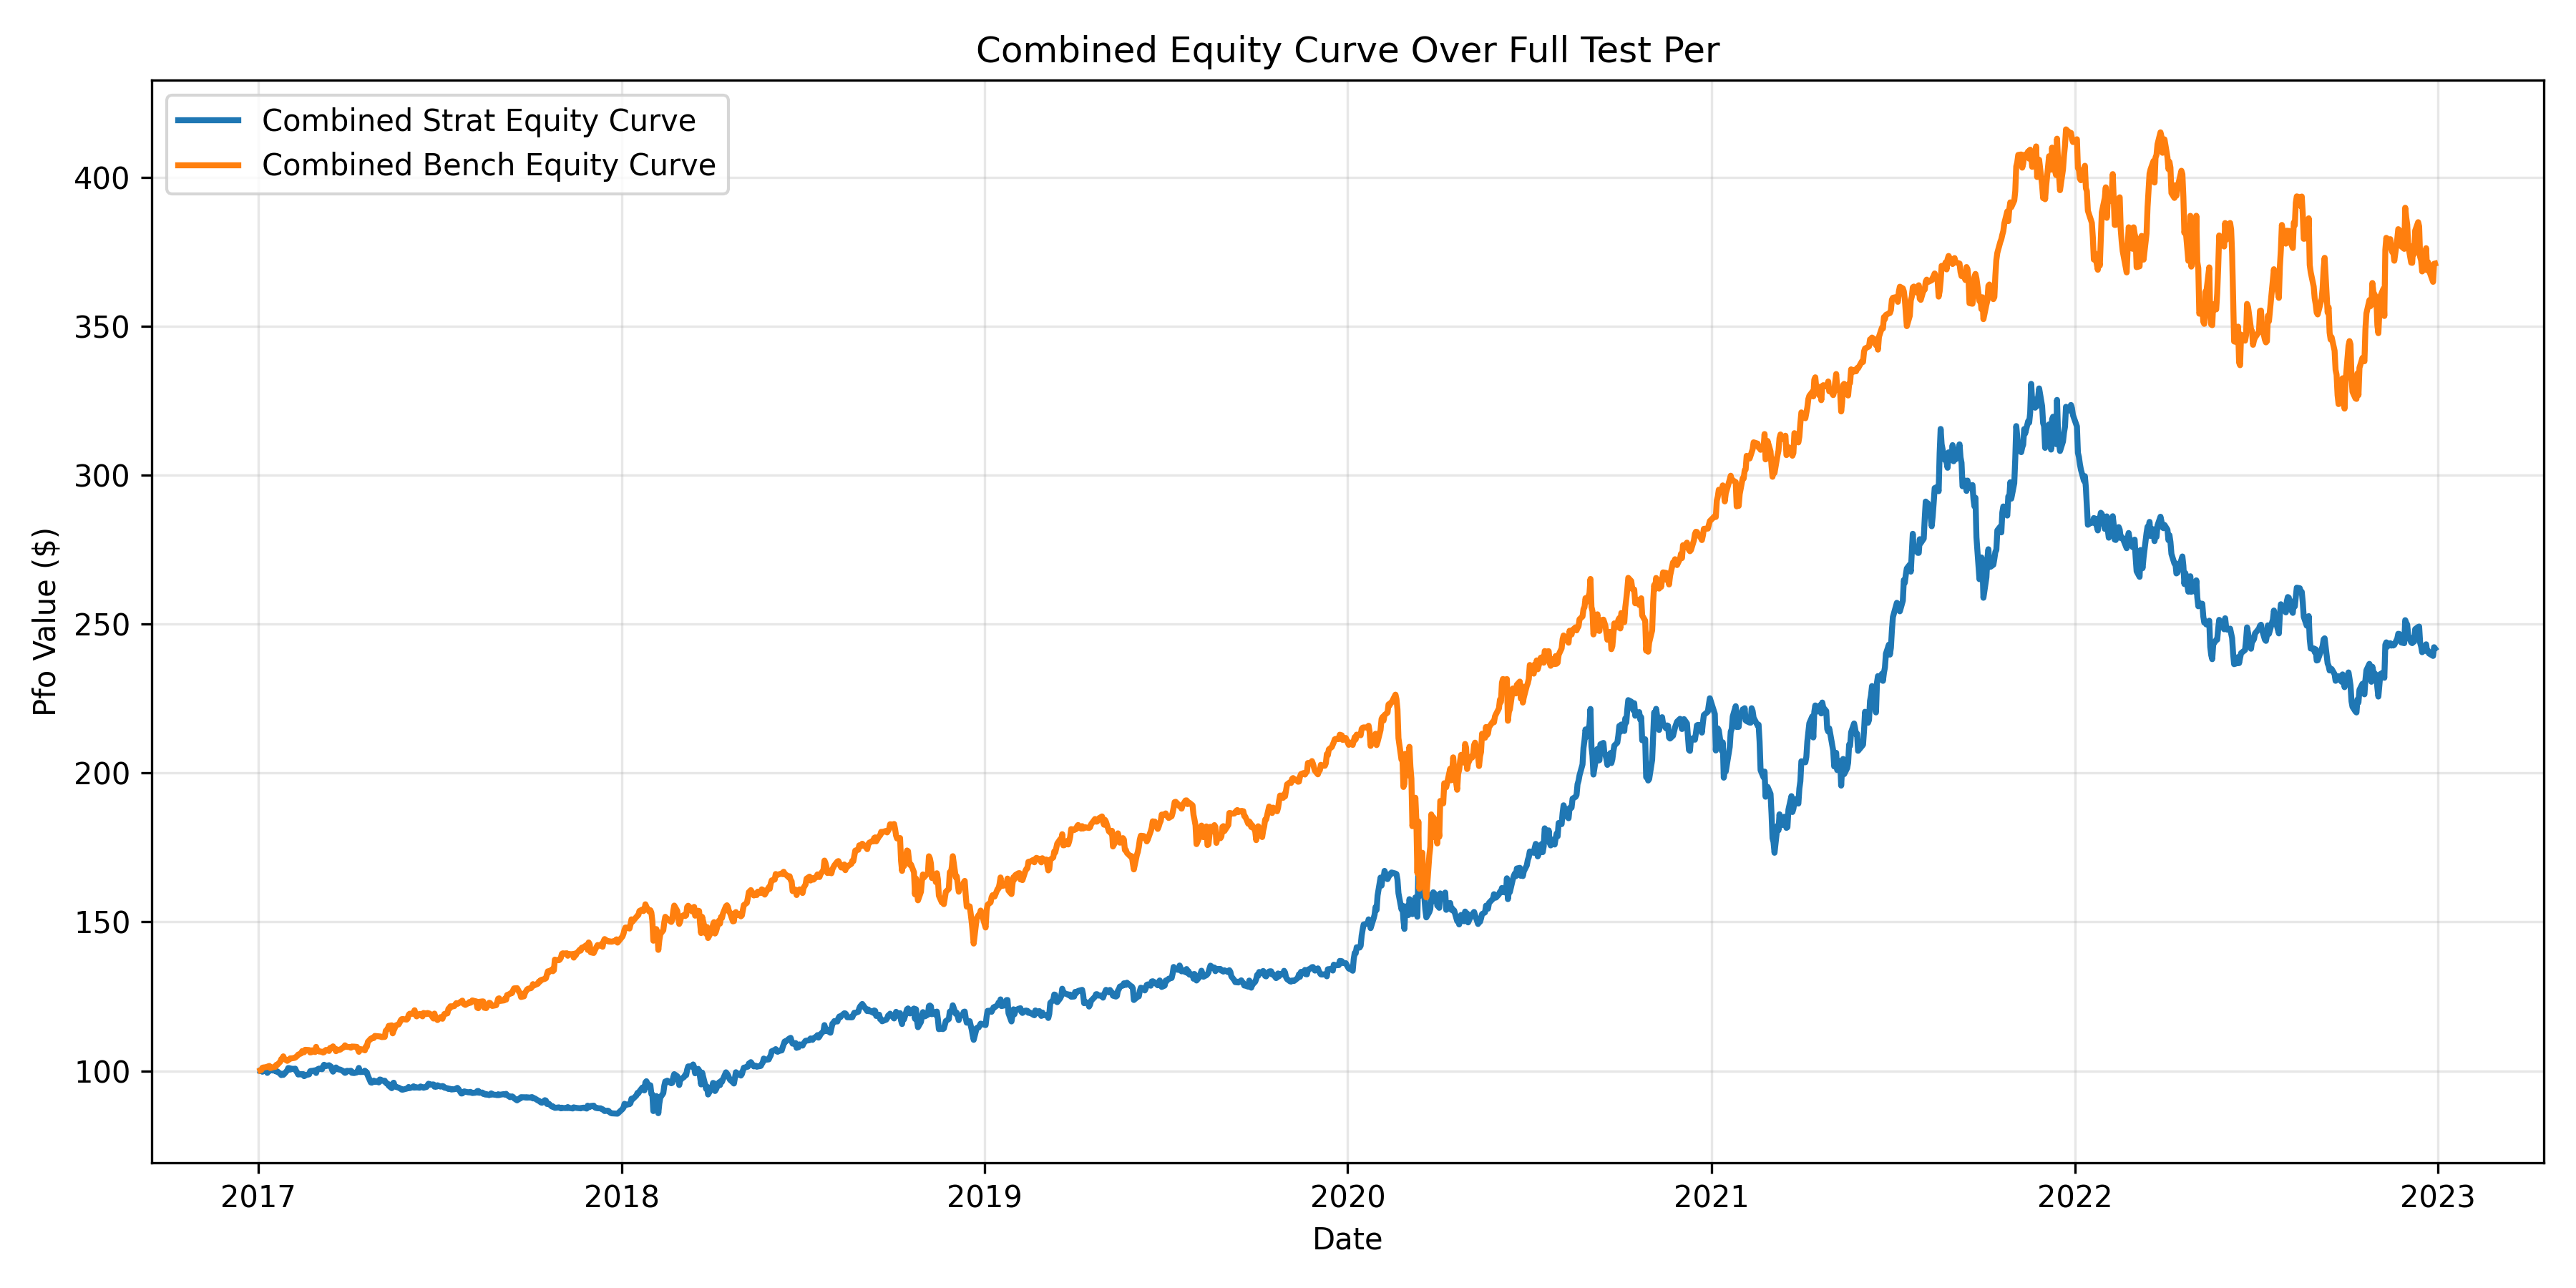 Combined Equity Curve Over Full Test Per
Combined Strat Equity Curve
Combined Bench Equity Curve
Pfo Value ($)
400
350
300
250
200
150
100
2017 2018 2019 2020 2021 2022 2023
Date